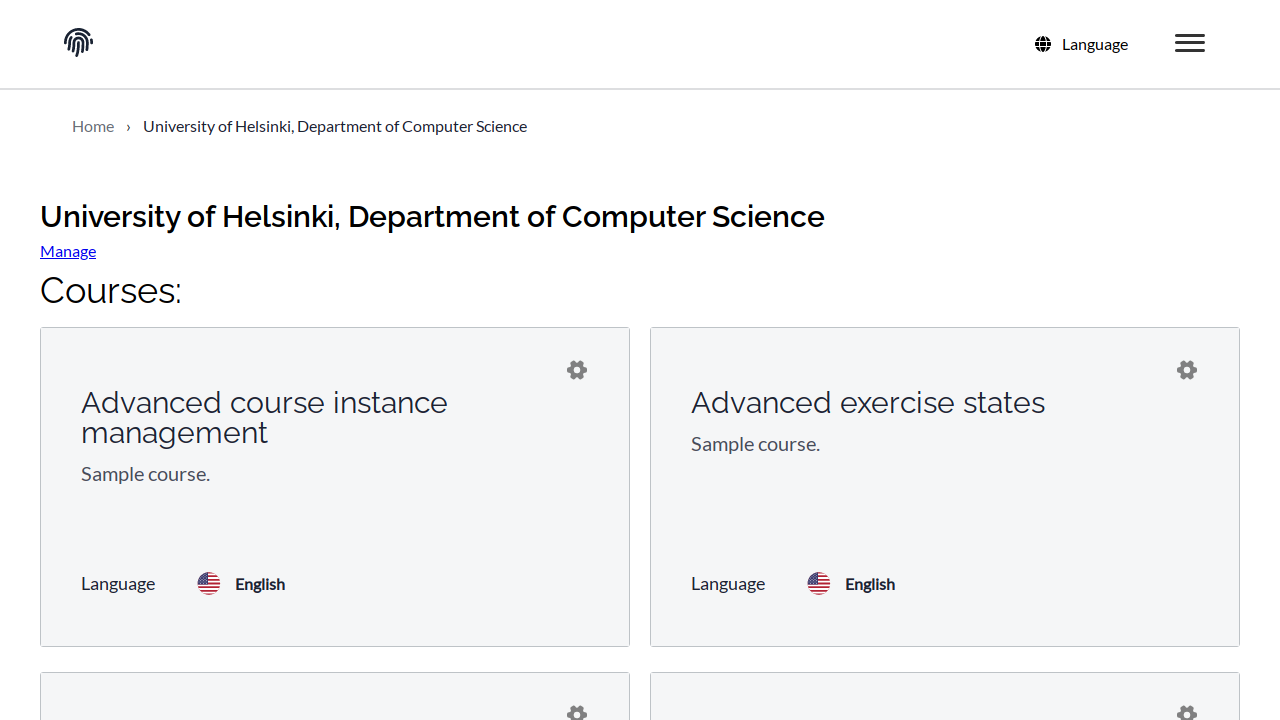 Language
Home › University of Helsinki, Department of Computer Science
University of Helsinki, Department of Computer Science
Manage
Courses:
Advanced course instance
management
Sample course.
Language English
Advanced exercise states
Sample course.
Language English